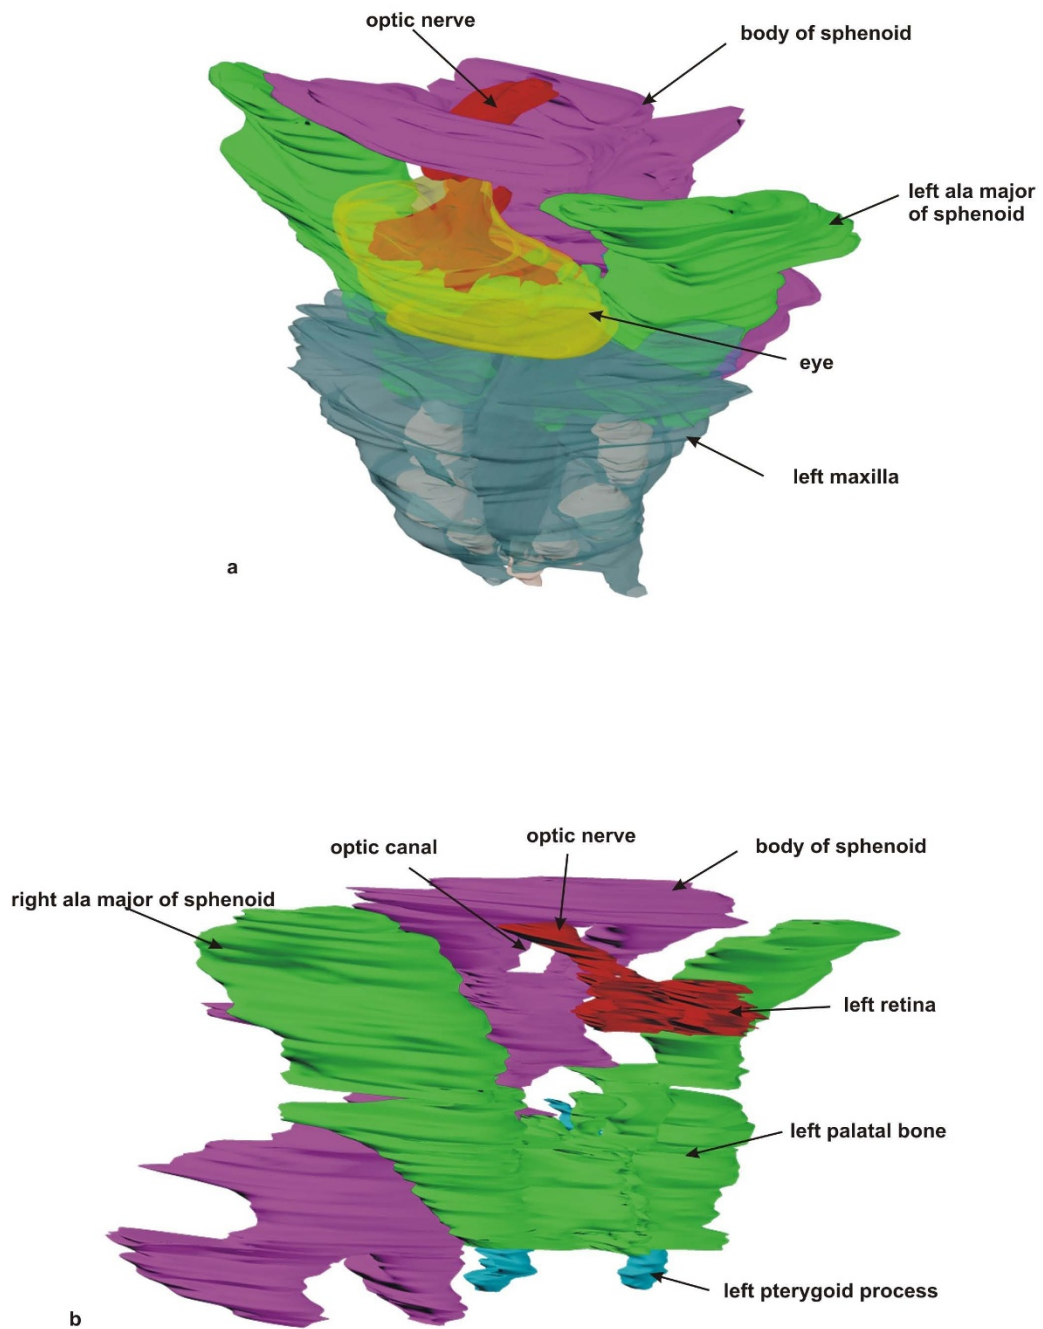 optic nerve
body of sphenoid
left ala major
of sphenoid
eye
left maxilla
a
optic nerve
optic canal
body of sphenoid
right ala major of sphenoid
left retina
left palatal bone
left pterygoid process
b